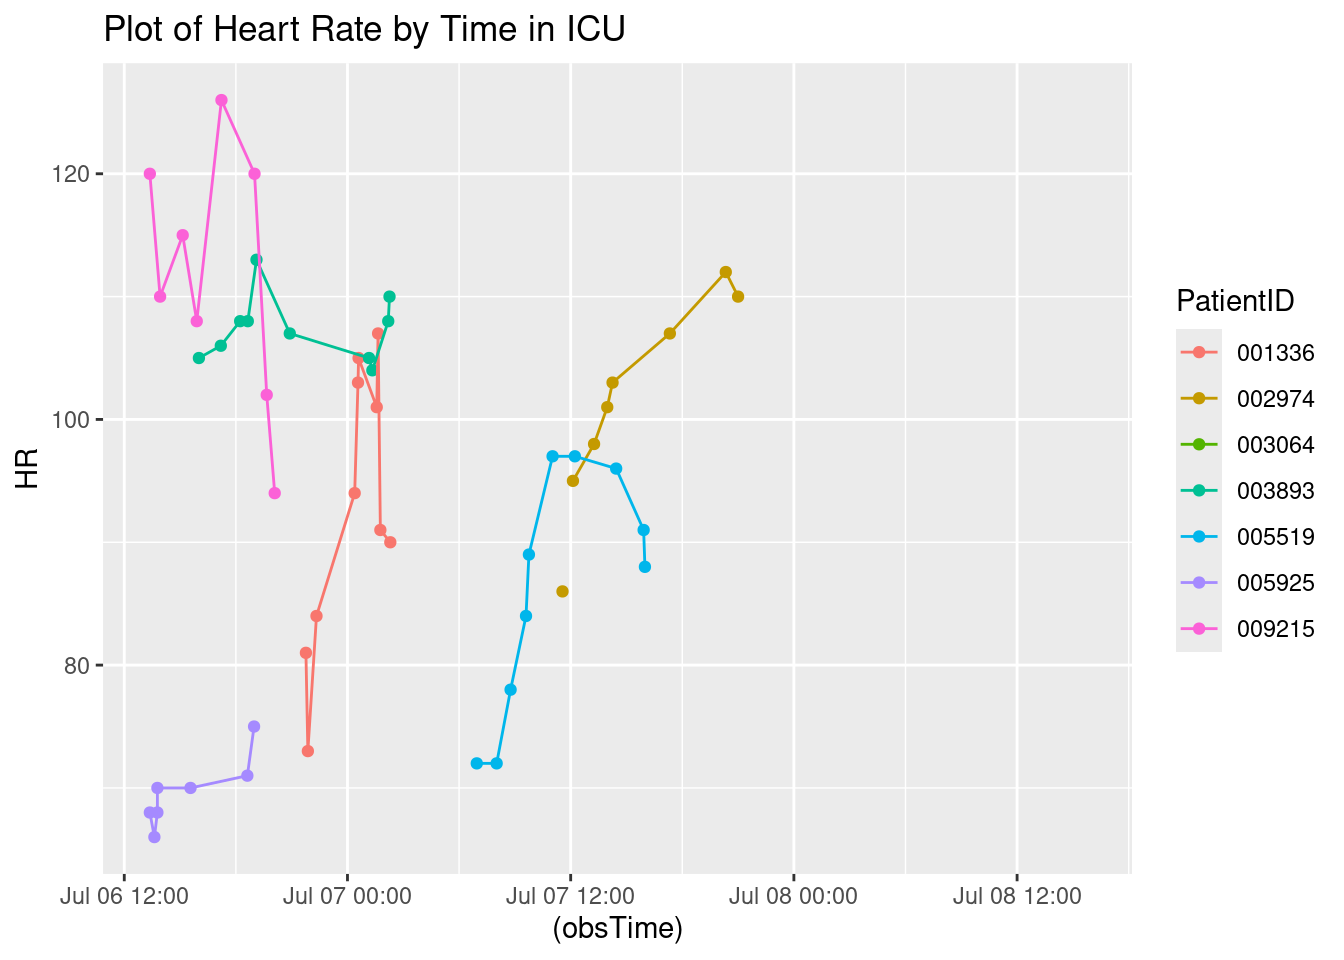 Plot of Heart Rate by Time in ICU
120
100
80
HR
Jul 06 12:00
Jul 07 00:00
Jul 07 12:00
Jul 08 00:00
Jul 08 12:00
(obsTime)
PatientID
001336
002974
003064
003893
005519
005925
009215